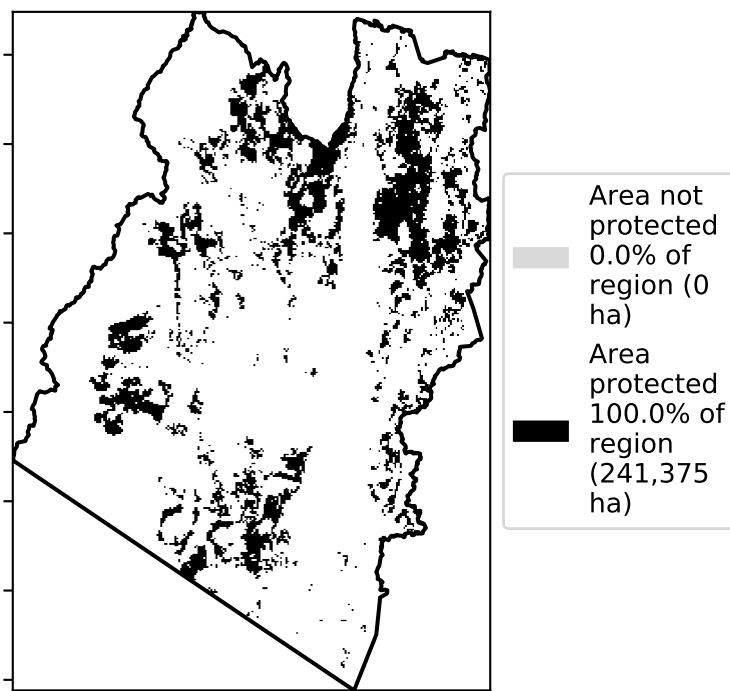 Area not
protected
0.0% of
region (0
ha)
Area
protected
100.0% of
region
(241,375
ha)